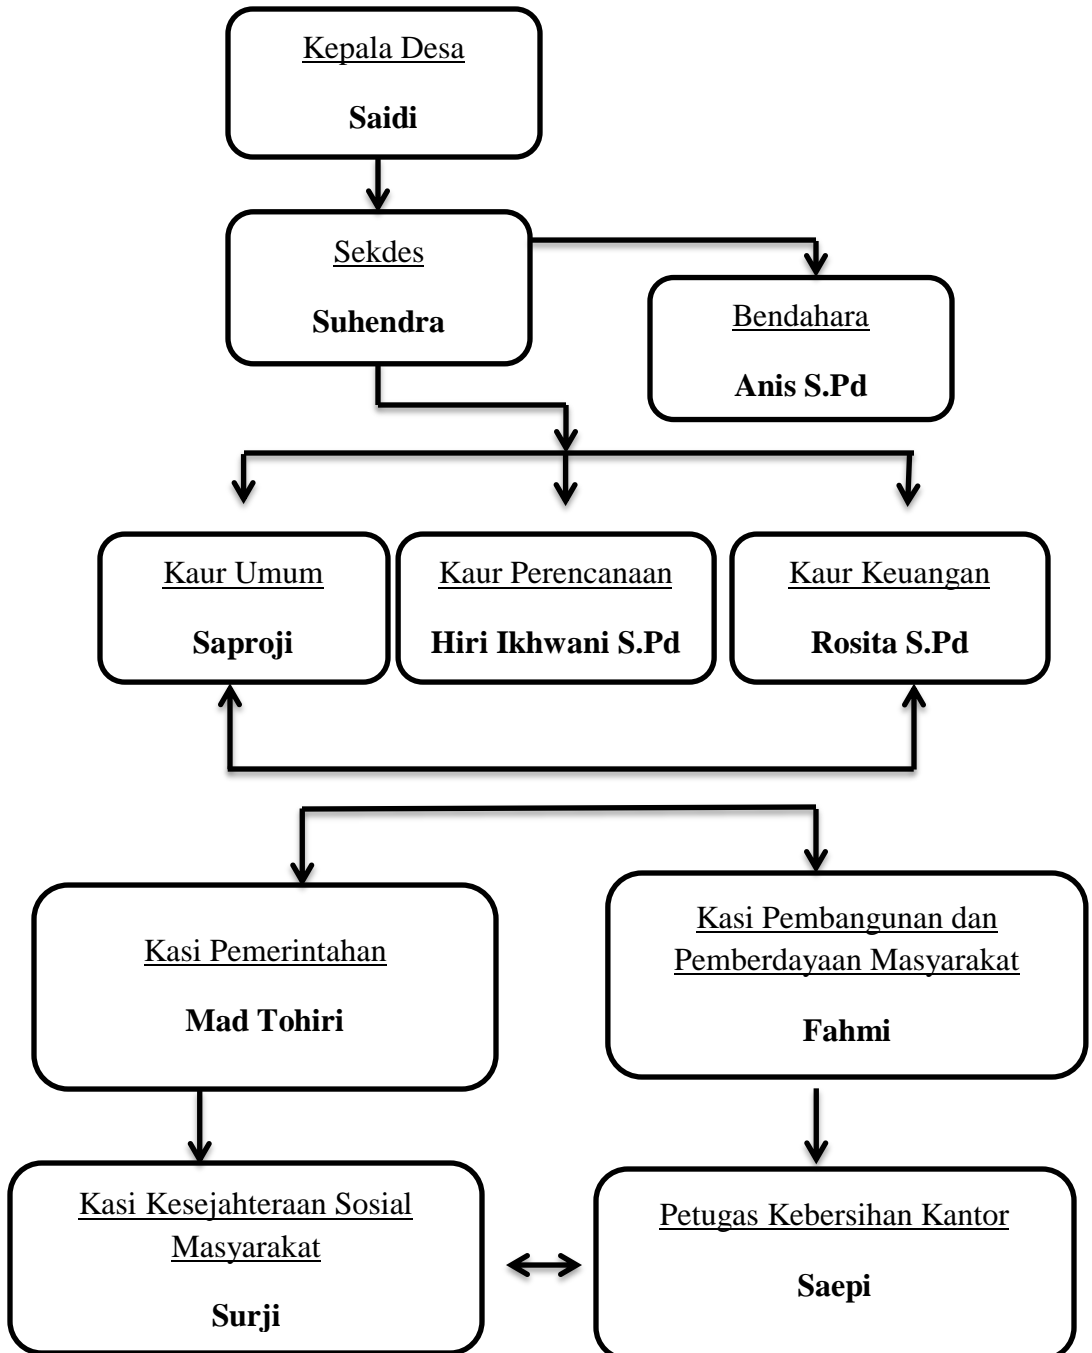 Kepala Desa
Saidi
Sekdes
Suhendra
Bendahara
Anis S.Pd
Kaur Umum
Saproji
Kaur Perencanaan
Hiri Ikhwani S.Pd
Kaur Keuangan
Rosita S.Pd
Kasi Pemerintahan
Mad Tohiri
Kasi Pembangunan dan
Pemberdayaan Masyarakat
Fahmi
Kasi Kesejahteraan Sosial
Masyarakat
Surji
Petugas Kebersihan Kantor
Saepi